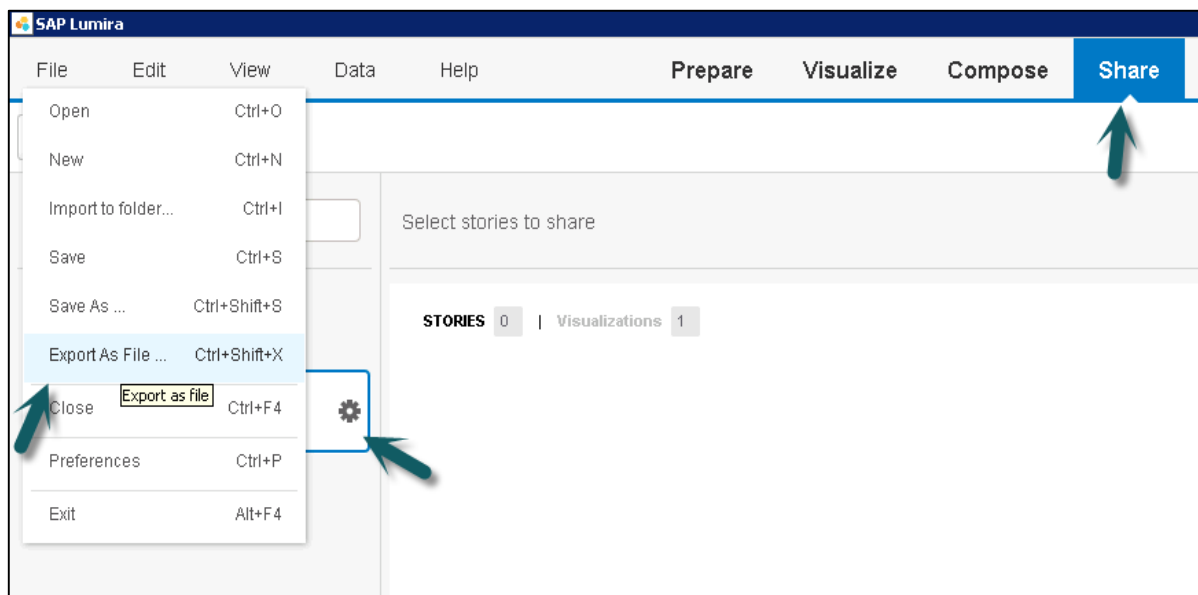 SAP Lumira
File Edit View Data Help Prepare Visualize Compose Share
Open Ctrl+O
New Ctrl+N
Import to folder... Ctrl+I
Select stories to share
Save Ctrl+S
Save As ... Ctrl+Shift+S
STORIES 0 | Visualizations 1
Export As File ... Ctrl+Shift+X
Export as file
Close Ctrl+F4
Preferences Ctrl+P
Exit Alt+F4